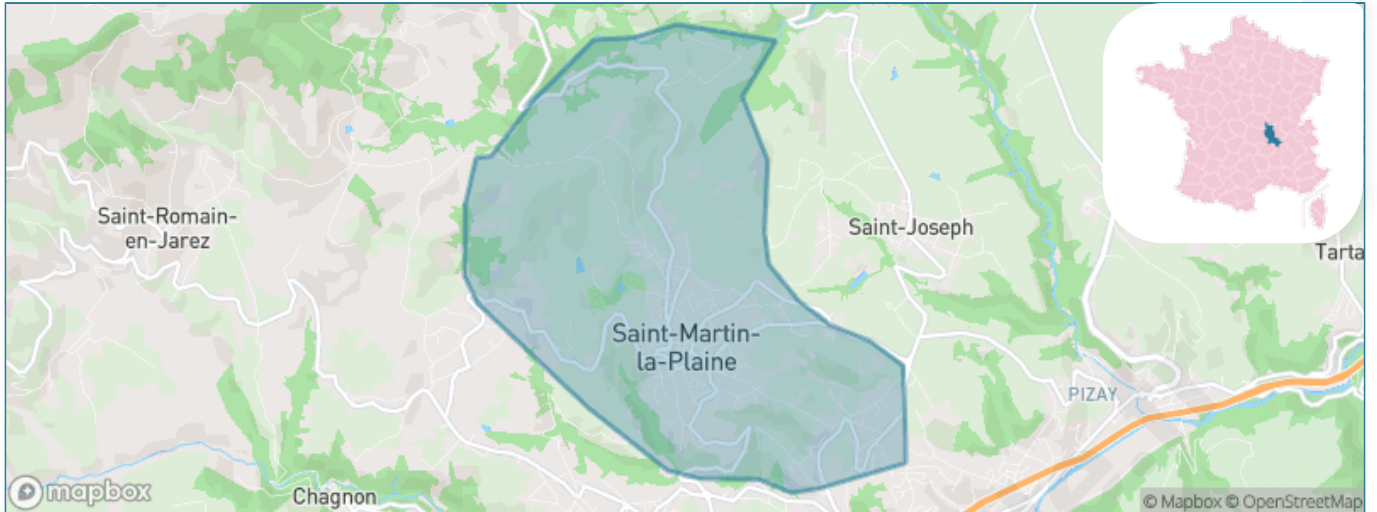 Saint-Romain-
en-Jarez
Saint-Joseph
Tarta
Saint-Martin-
la-Plaine
PIZAY
Chagnon
mapbox
© Mapbox © OpenStreetMap